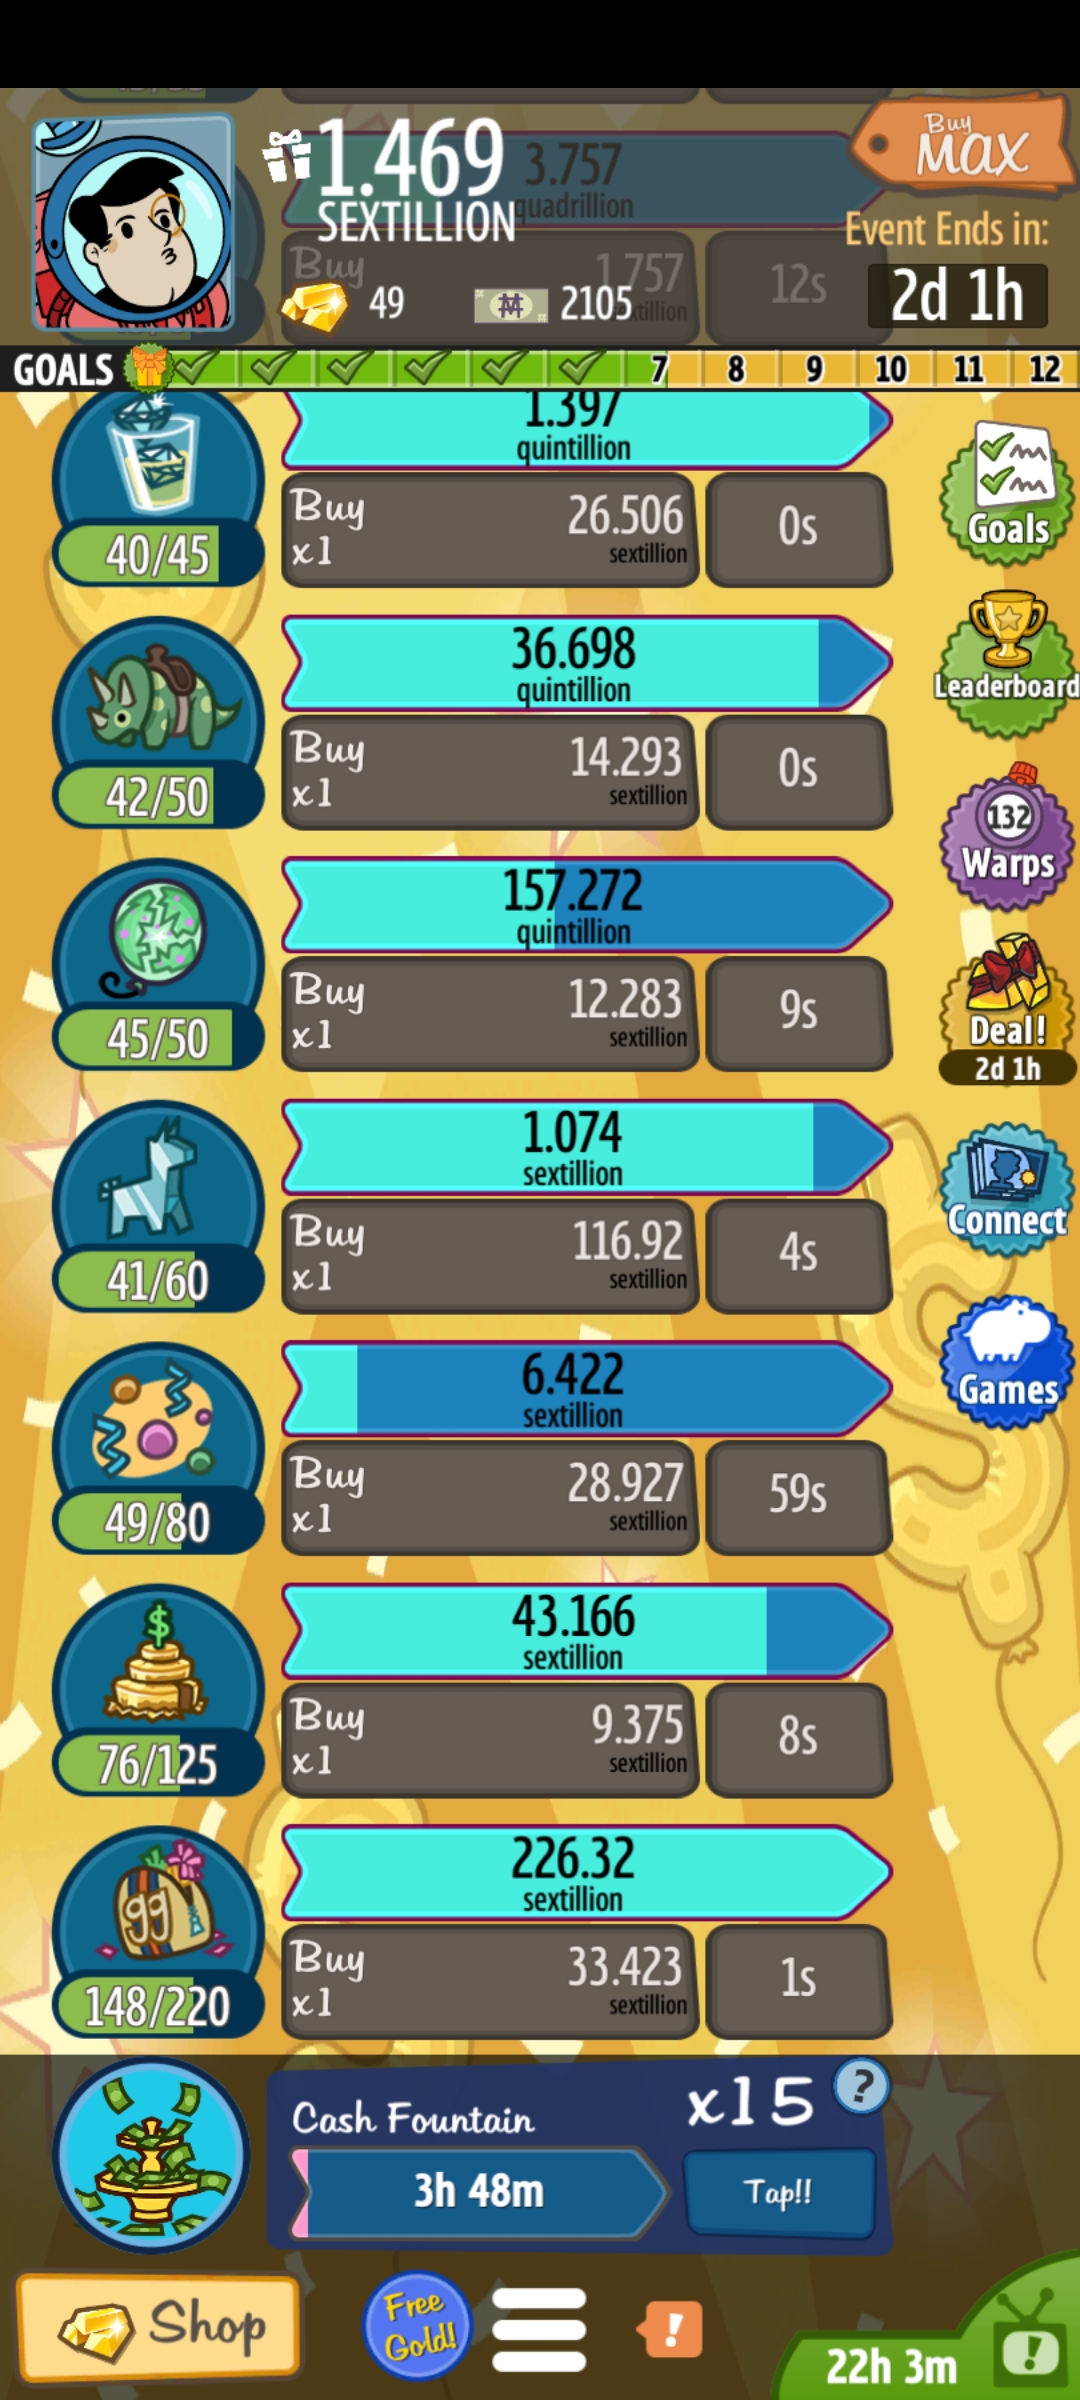 1.469
SEXTILLION
3.757
quadrillion
Buy
MAX
Event Ends in:
2d 1h
Buy
1.757
12s
49
2105
GOALS
7
8
9
10
11
12
1.397
quintillion
Buy
x1
26.506
sextillion
0s
40/45
Goals
36.698
quintillion
Buy
x1
14.293
sextillion
0s
42/50
Leaderboard
157.272
quintillion
Buy
x1
12.283
sextillion
9s
45/50
132
Warps
Deal!
2d 1h
1.074
sextillion
Buy
x1
116.92
sextillion
4s
41/60
Connect
6.422
sextillion
Buy
x1
28.927
sextillion
59s
49/80
Games
$
43.166
sextillion
Buy
x1
9.375
sextillion
8s
76/125
gg
226.32
sextillion
Buy
x1
33.423
sextillion
1s
148/220
Cash Fountain
x15
?
3h 48m
Tap!!
Shop
Free
Gold!
!
22h 3m
!